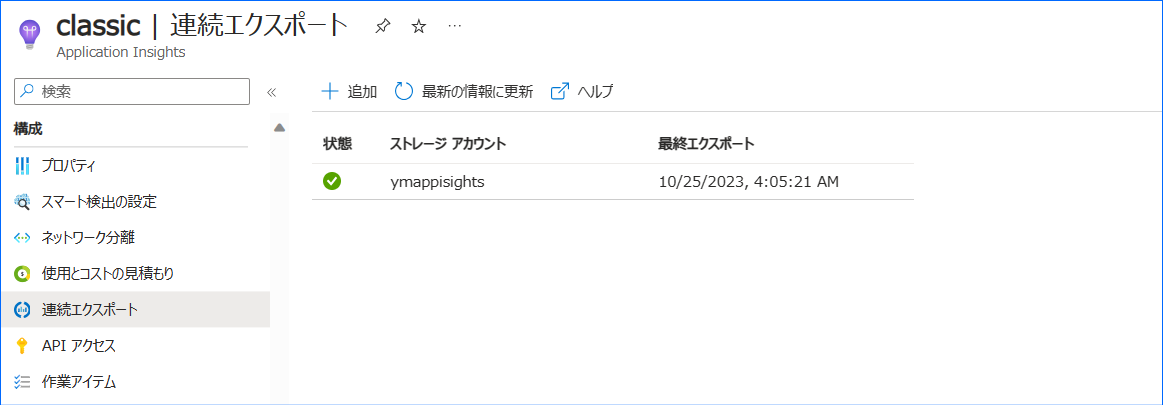 classic | 連続エクスポート
Application Insights
検索
追加 最新の情報に更新 ヘルプ
構成
プロパティ
スマート検出の設定
ネットワーク分離
使用とコストの見積もり
連続エクスポート
API アクセス
作業アイテム
状態 ストレージ アカウント 最終エクスポート
ymappisights 10/25/2023, 4:05:21 AM